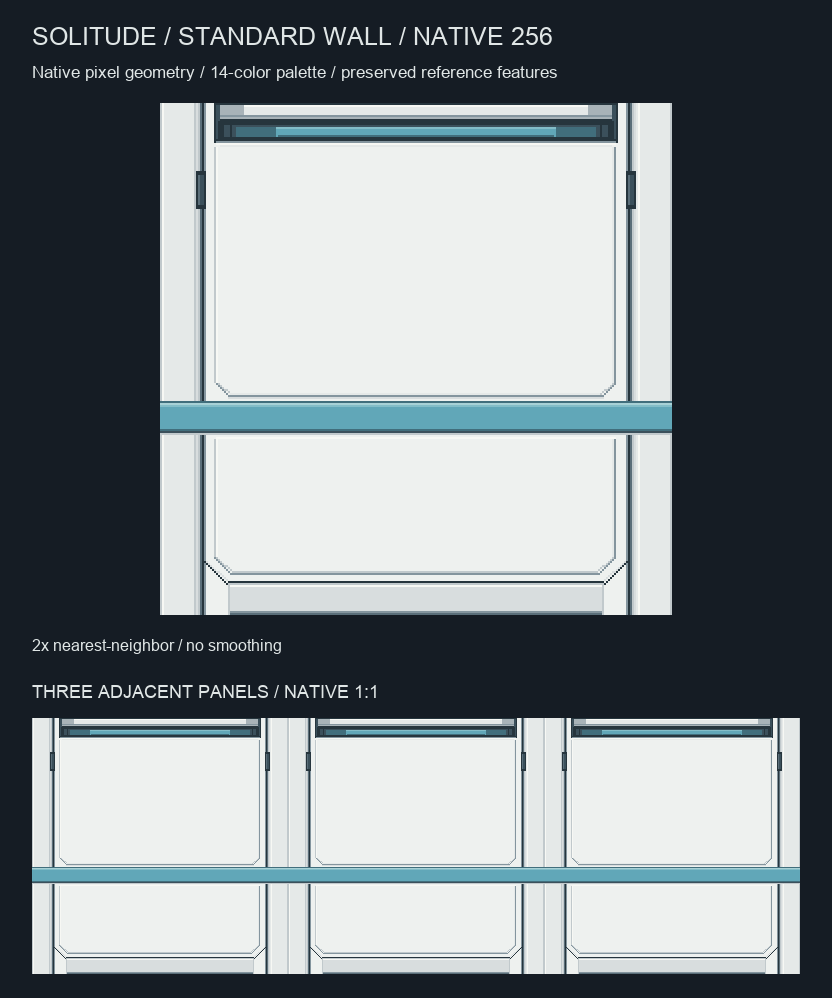 SOLITUDE / STANDARD WALL / NATIVE 256
Native pixel geometry / 14-color palette / preserved reference features
2x nearest-neighbor / no smoothing
THREE ADJACENT PANELS / NATIVE 1:1